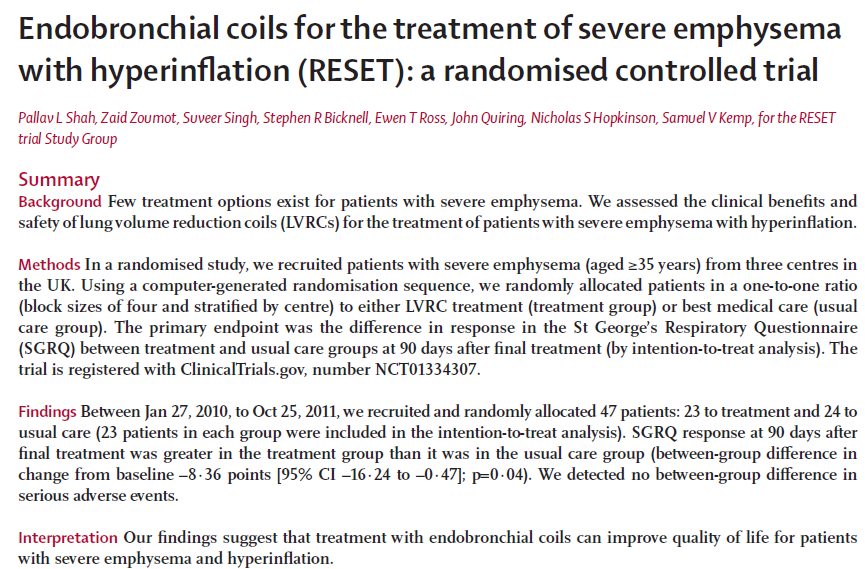 Endobronchial coils for the treatment of severe emphysema
with hyperinflation (RESET): a randomised controlled trial
Pallav L Shah, Zaid Zoumot, Suveer Singh, Stephen R Bicknell, Ewen T Ross, John Quiring, Nicholas S Hopkinson, Samuel V Kemp, for the RESET
trial Study Group
Summary
Background Few treatment options exist for patients with severe emphysema. We assessed the clinical benefits and
safety of lung volume reduction coils (LVRCs) for the treatment of patients with severe emphysema with hyperinflation.
Methods In a randomised study, we recruited patients with severe emphysema (aged ≥35 years) from three centres in
the UK. Using a computer-generated randomisation sequence, we randomly allocated patients in a one-to-one ratio
(block sizes of four and stratified by centre) to either LVRC treatment (treatment group) or best medical care (usual
care group). The primary endpoint was the difference in response in the St George's Respiratory Questionnaire
(SGRQ) between treatment and usual care groups at 90 days after final treatment (by intention-to-treat analysis). The
trial is registered with ClinicalTrials.gov, number NCT01334307.
Findings Between Jan 27, 2010, to Oct 25, 2011, we recruited and randomly allocated 47 patients: 23 to treatment and 24 to
usual care (23 patients in each group were included in the intention-to-treat analysis). SGRQ response at 90 days after
final treatment was greater in the treatment group than it was in the usual care group (between-group difference in
change from baseline –8·36 points [95% CI –16·24 to –0·47]; p=0·04). We detected no between-group difference in
serious adverse events.
Interpretation Our findings suggest that treatment with endobronchial coils can improve quality of life for patients
with severe emphysema and hyperinflation.